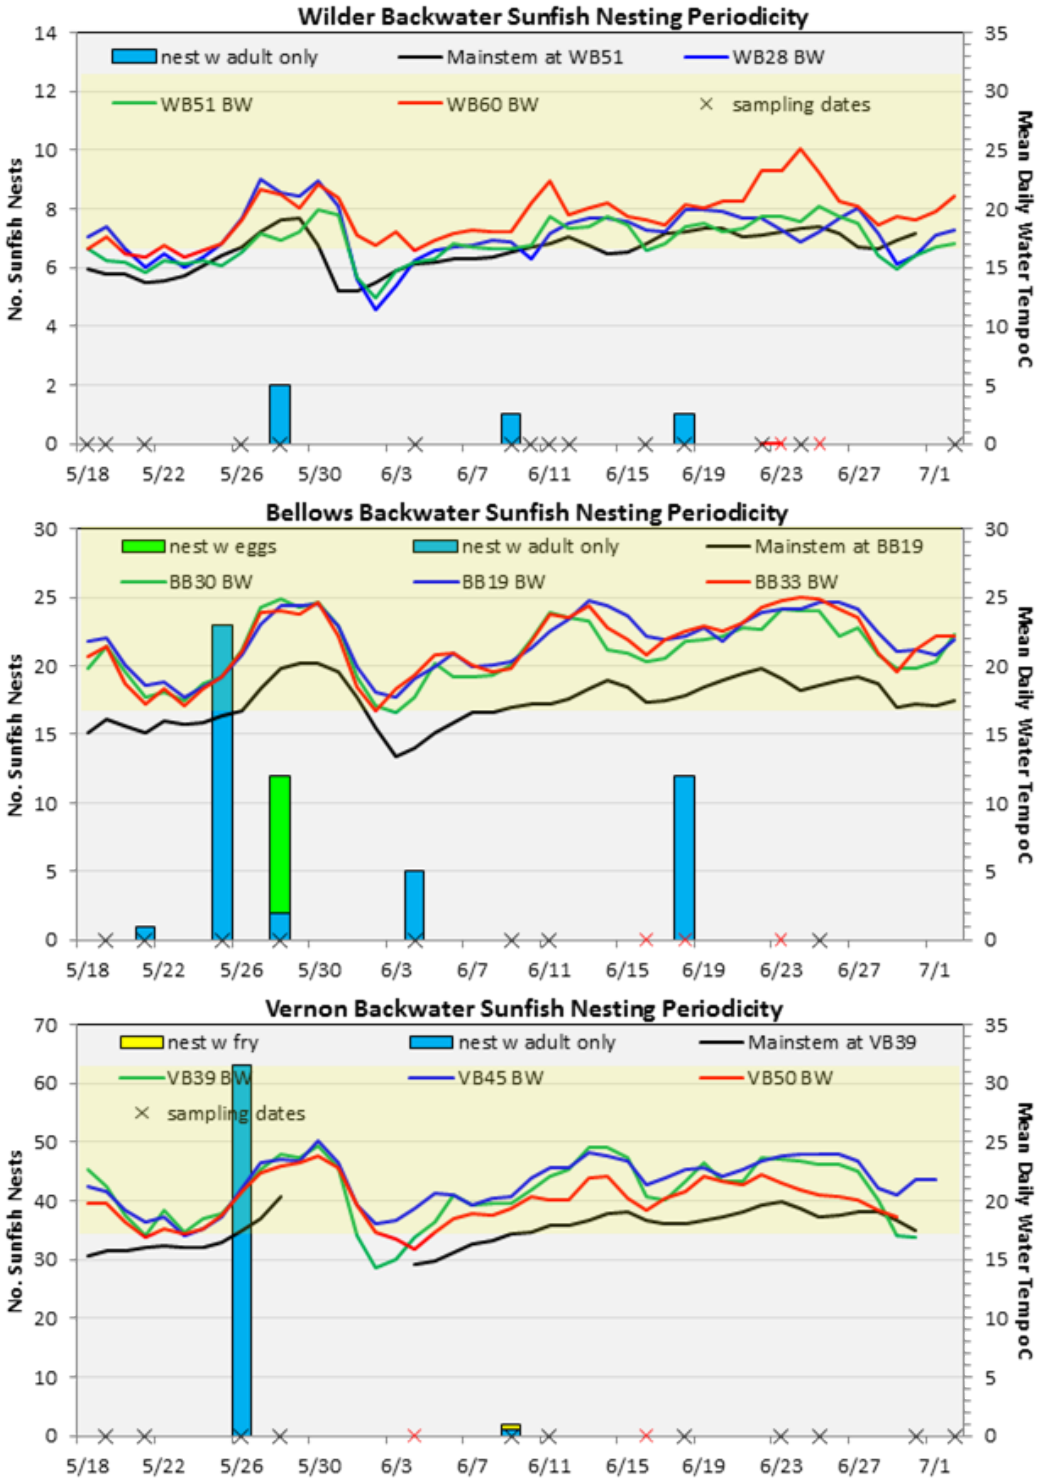 Wilder Backwater Sunfish Nesting Periodicity
14 35
nest w adult only Mainstem at WB51 WB28 BW
12 30
WB51 BW WB60 BW sampling dates
10 25
8 20
6 15
4 10
2 5
0 0
No. Sunfish Nests
Mean Daily Water Temp oC
5/18 5/22 5/26 5/30 6/3 6/7 6/11 6/15 6/19 6/23 6/27 7/1
Bellows Backwater Sunfish Nesting Periodicity
30 30
nest w eggs nest w adult only Mainstem at BB19
BB30 BW BB19 BW BB33 BW
25 25
20 20
15 15
10 10
5 5
0 0
No. Sunfish Nests
Mean Daily Water Temp oC
5/18 5/22 5/26 5/30 6/3 6/7 6/11 6/15 6/19 6/23 6/27 7/1
Vernon Backwater Sunfish Nesting Periodicity
70 35
nest w fry nest w adult only Mainstem at VB39
60 30
VB39 BW VB45 BW VB50 BW
sampling dates
50 25
40 20
30 15
20 10
10 5
0 0
No. Sunfish Nests
Mean Daily Water Temp oC
5/18 5/22 5/26 5/30 6/3 6/7 6/11 6/15 6/19 6/23 6/27 7/1